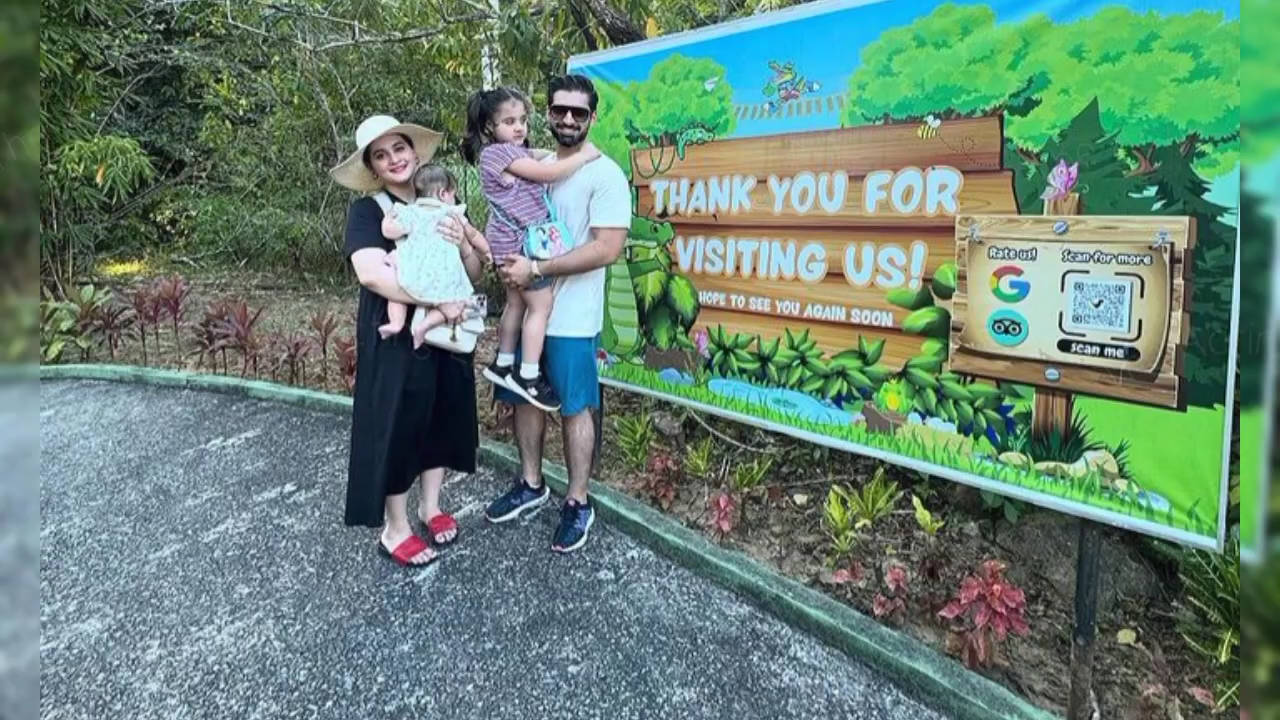 THANK YOU FOR
VISITING US!
HOPE TO SEE YOU AGAIN SOON
Rate us!
Scan for more
scan me